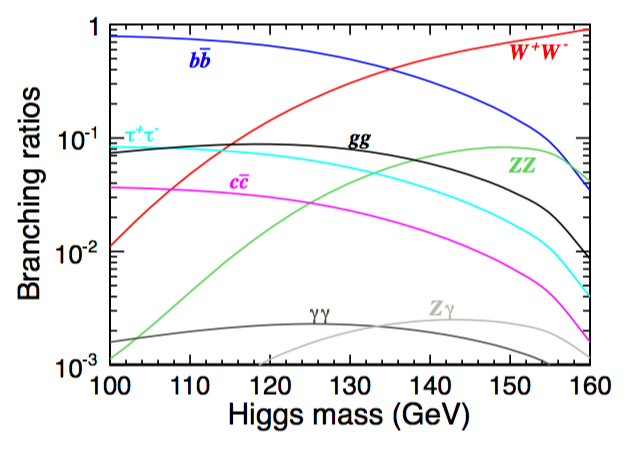 Branching ratios
1
10⁻¹
10⁻²
10⁻³
bb̅
W⁺W⁻
τ⁺τ⁻
gg
ZZ
cc̅
γγ
Zγ
100 110 120 130 140 150 160
Higgs mass (GeV)